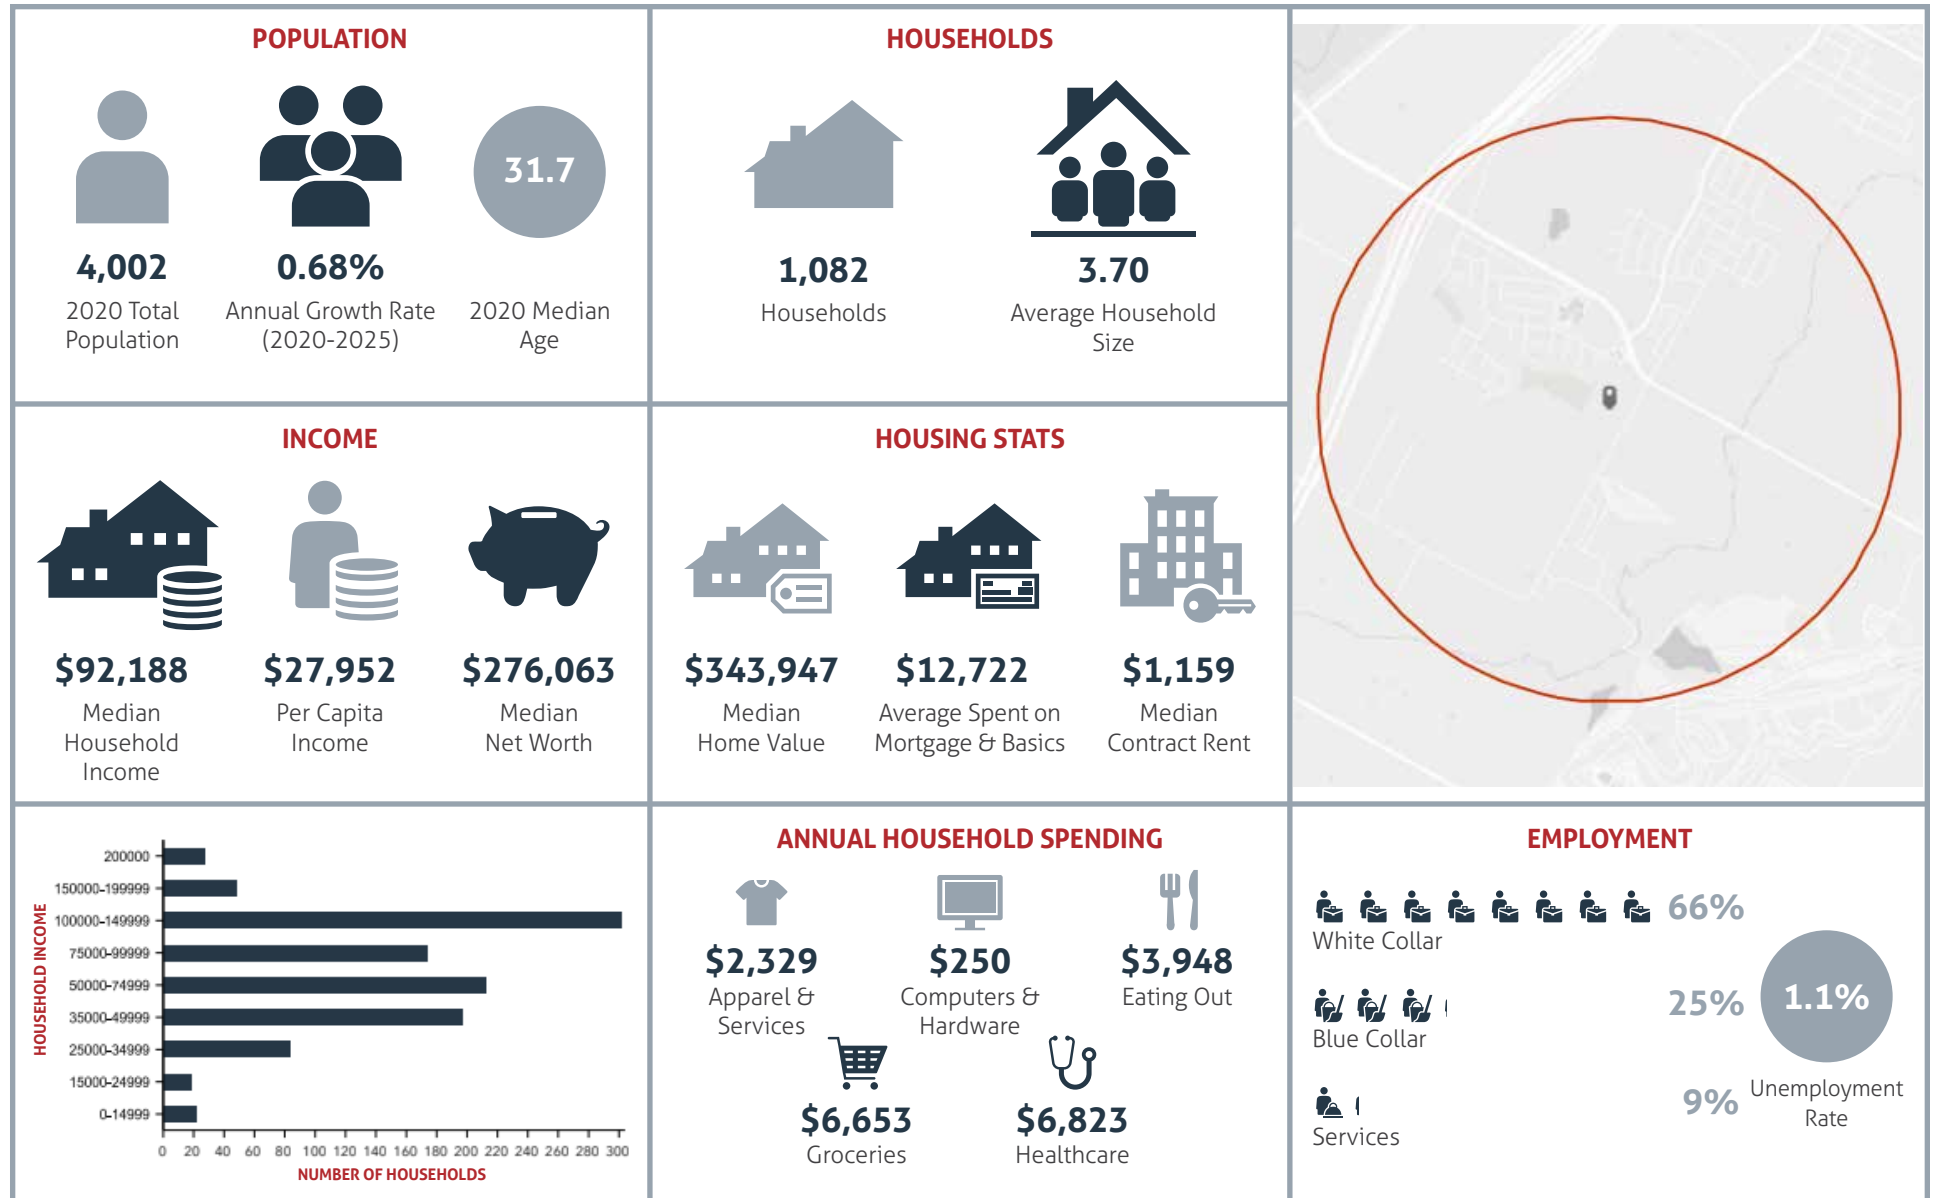 POPULATION
31.7
4,002
0.68%
2020 Total
Population
Annual Growth Rate
(2020-2025)
2020 Median
Age
HOUSEHOLDS
1,082
Households
3.70
Average Household
Size
INCOME
$92,188
Median
Household
Income
$27,952
Per Capita
Income
$276,063
Median
Net Worth
HOUSING STATS
$343,947
Median
Home Value
$12,722
Average Spent on
Mortgage & Basics
$1,159
Median
Contract Rent
HOUSEHOLD INCOME
200000
150000-199999
100000-149999
75000-99999
50000-74999
35000-49999
25000-34999
15000-24999
0-14999
0 20 40 60 80 100 120 140 160 180 200 220 240 260 280 300
NUMBER OF HOUSEHOLDS
ANNUAL HOUSEHOLD SPENDING
$2,329
Apparel &
Services
$250
Computers &
Hardware
$3,948
Eating Out
$6,653
Groceries
$6,823
Healthcare
EMPLOYMENT
66%
White Collar
25%
Blue Collar
9%
Services
1.1%
Unemployment
Rate